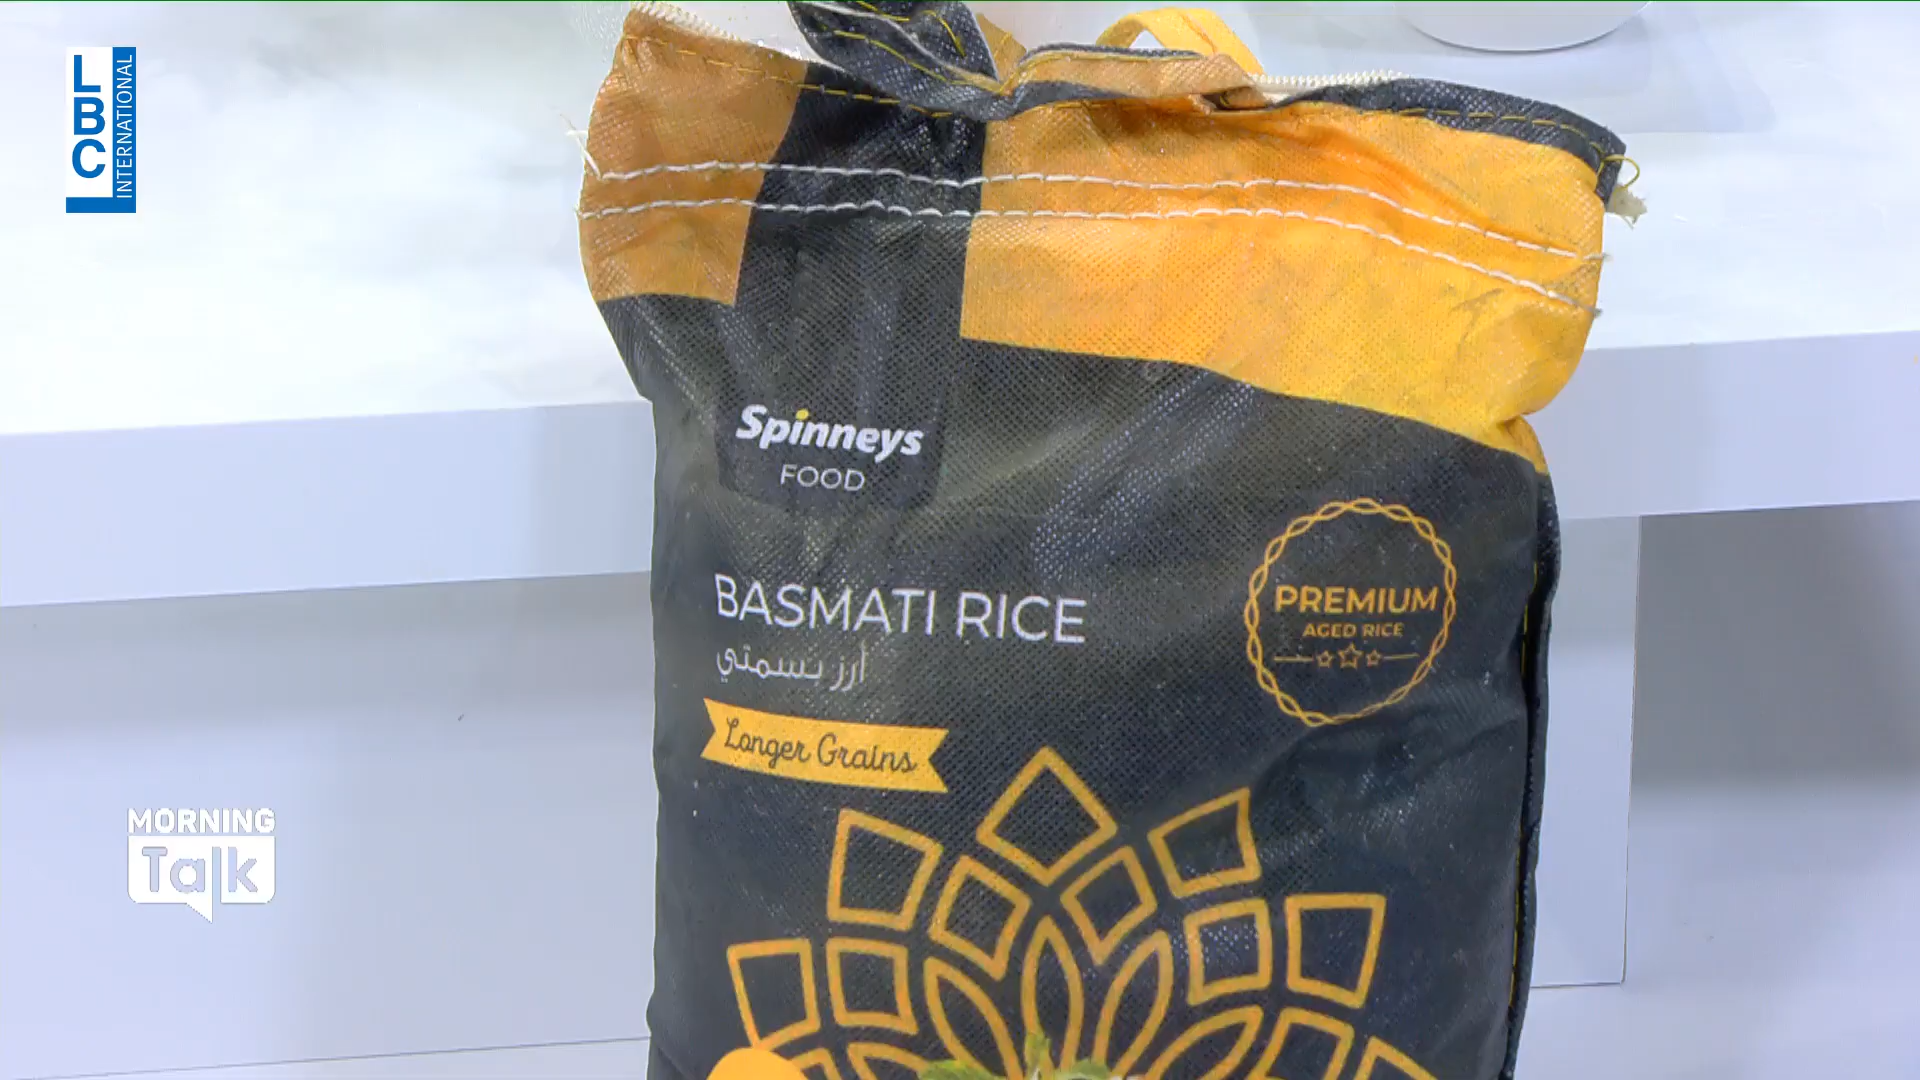 LBC
INTERNATIONAL
Spinneys
FOOD
BASMATI RICE
أرز بسمتي
Longer Grains
PREMIUM
AGED RICE
MORNING
Talk